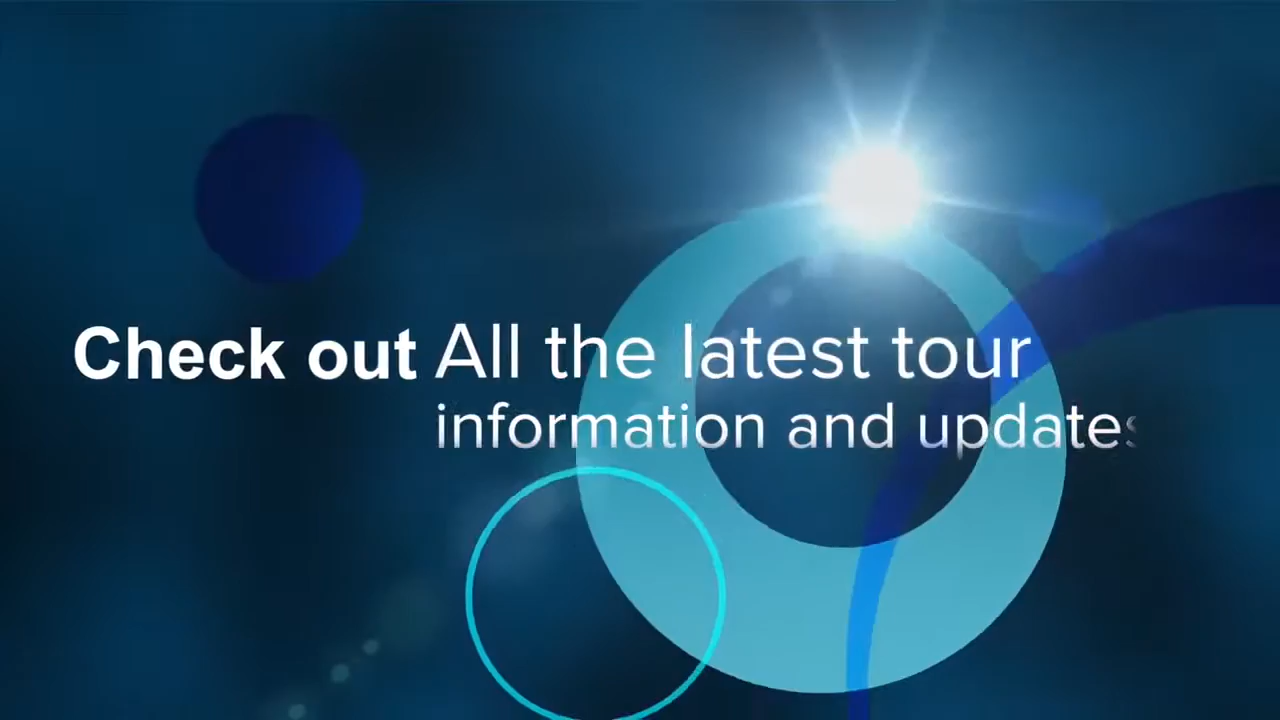 Check out All the latest tour
information and updates